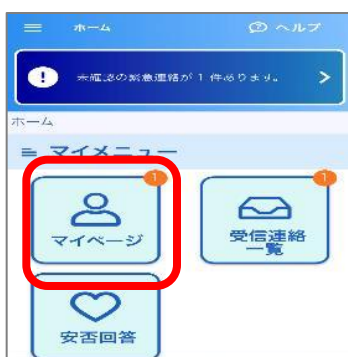 ホーム
ヘルプ
未確認の緊急連絡が 1 件あります。
ホーム
マイメニュー
1
マイページ
1
受信連絡
一覧
安否回答